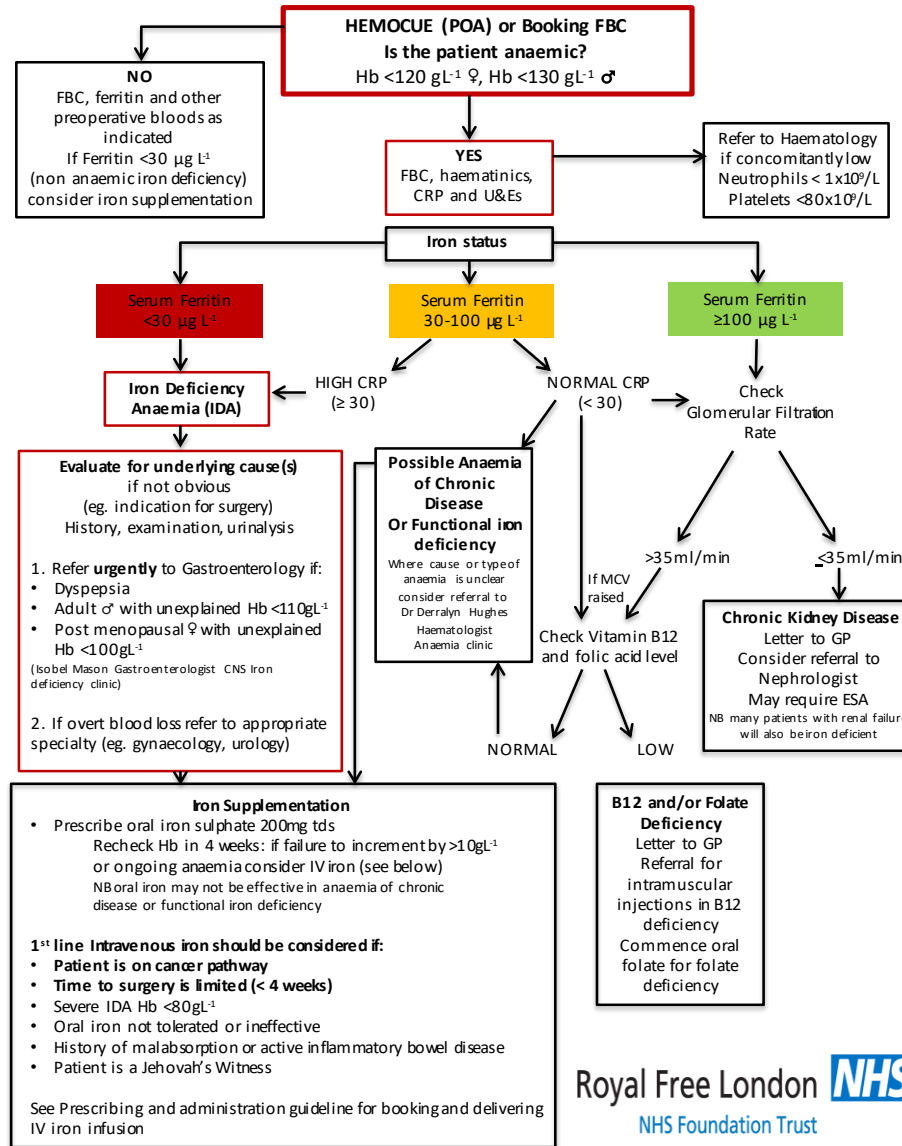 HEMOCUE (POA) or Booking FBC
Is the patient anaemic?
Hb <120 gL⁻¹ ♀, Hb <130 gL⁻¹ ♂
NO
FBC, ferritin and other
preoperative bloods as
indicated
If Ferritin <30 µg L⁻¹
(non anaemic iron deficiency)
consider iron supplementation
YES
FBC, haematinics,
CRP and U&Es
Refer to Haematology
if concomitantly low
Neutrophils < 1x10⁹/L
Platelets <80x10⁹/L
Iron status
Serum Ferritin
<30 µg L⁻¹
Serum Ferritin
30-100 µg L⁻¹
Serum Ferritin
≥100 µg L⁻¹
HIGH CRP
(≥ 30)
NORMAL CRP
(< 30)
Check
Glomerular Filtration
Rate
Iron Deficiency
Anaemia (IDA)
Evaluate for underlying cause(s)
if not obvious
(eg. indication for surgery)
History, examination, urinalysis
1. Refer urgently to Gastroenterology if:
• Dyspepsia
• Adult ♂ with unexplained Hb <110gL⁻¹
• Post menopausal ♀ with unexplained
Hb <100gL⁻¹
(Isobel Mason Gastroenterologist CNS Iron
deficiency clinic)
2. If overt blood loss refer to appropriate
specialty (eg. gynaecology, urology)
Possible Anaemia
of Chronic
Disease
Or Functional iron
deficiency
Where cause or type of
anaemia is unclear
consider referral to
Dr Derralyn Hughes
Haematologist
Anaemia clinic
If MCV
raised
>35ml/min
≤35ml/min
Check Vitamin B12
and folic acid level
NORMAL
LOW
Chronic Kidney Disease
Letter to GP
Consider referral to
Nephrologist
May require ESA
NB many patients with renal failure
will also be iron deficient
Iron Supplementation
• Prescribe oral iron sulphate 200mg tds
Recheck Hb in 4 weeks: if failure to increment by >10gL⁻¹
or ongoing anaemia consider IV iron (see below)
NB oral iron may not be effective in anaemia of chronic
disease or functional iron deficiency
1st line Intravenous iron should be considered if:
• Patient is on cancer pathway
• Time to surgery is limited (< 4 weeks)
• Severe IDA Hb <80gL⁻¹
• Oral iron not tolerated or ineffective
• History of malabsorption or active inflammatory bowel disease
• Patient is a Jehovah's Witness
See Prescribing and administration guideline for booking and delivering
IV iron infusion
B12 and/or Folate
Deficiency
Letter to GP
Referral for
intramuscular
injections in B12
deficiency
Commence oral
folate for folate
deficiency
Royal Free London NHS
NHS Foundation Trust